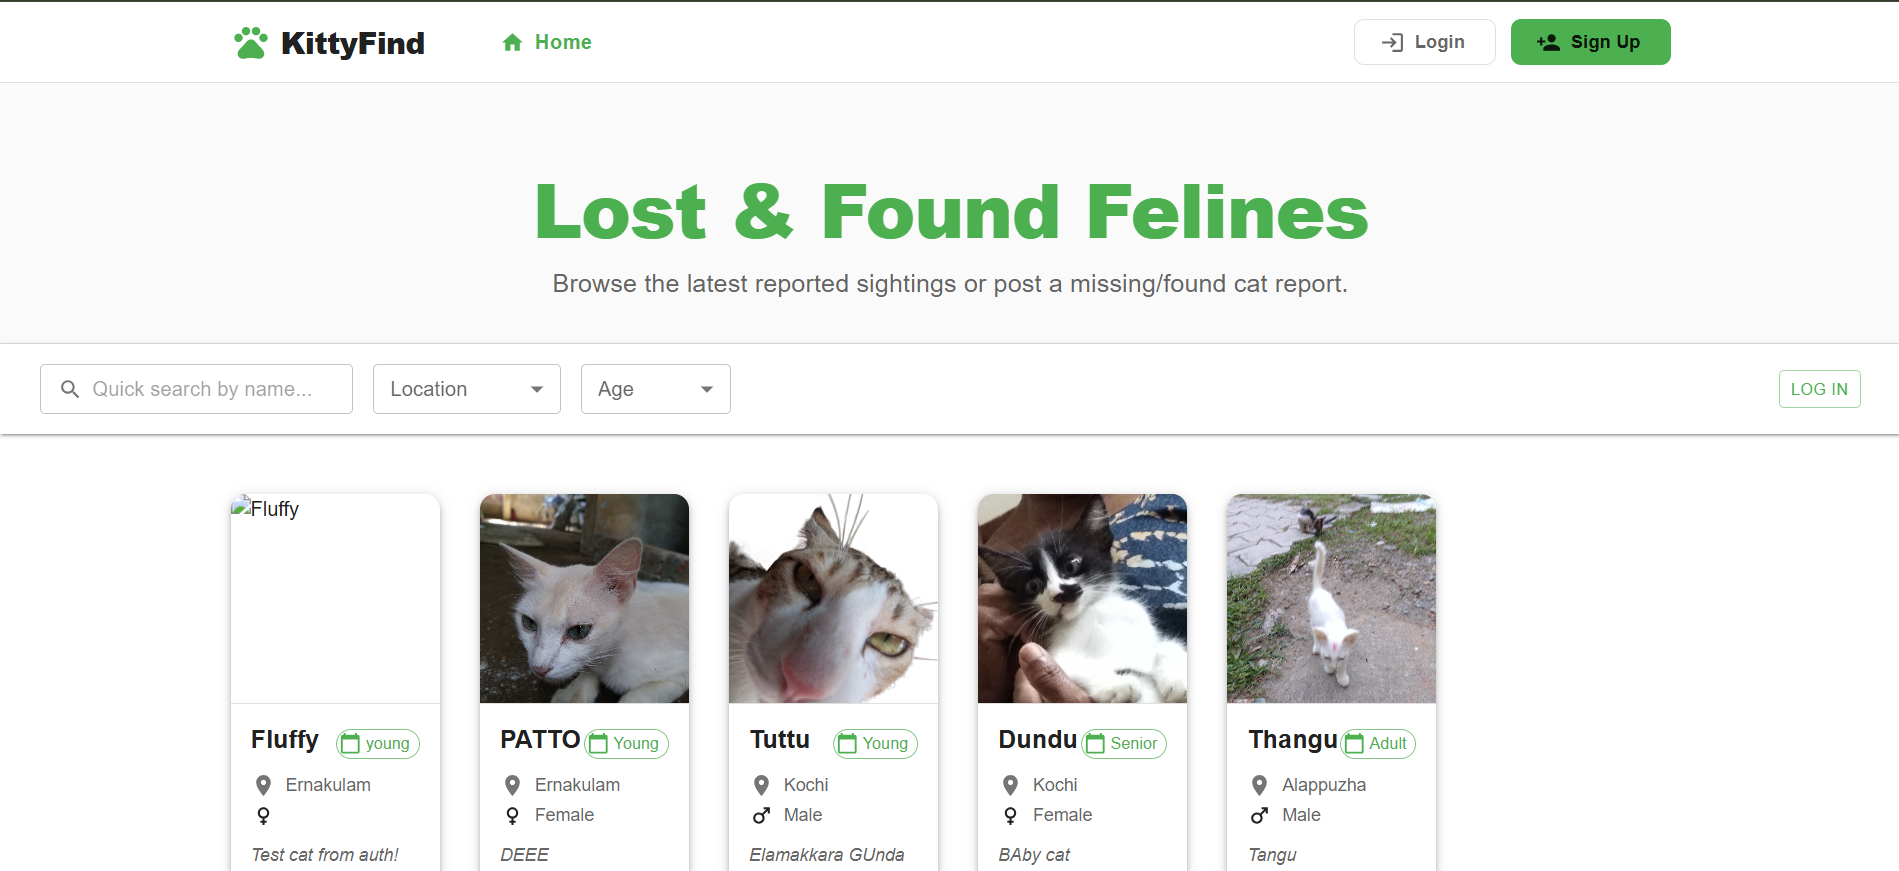 KittyFind
Home
Login
Sign Up
Lost & Found Felines
Browse the latest reported sightings or post a missing/found cat report.
Quick search by name...
Location
Age
LOG IN
Fluffy
Fluffy
young
Ernakulam
Test cat from auth!
PATTO
Young
Ernakulam
Female
DEEE
Tuttu
Young
Kochi
Male
Elamakkara GUnda
Dundu
Senior
Kochi
Female
BAby cat
Thangu
Adult
Alappuzha
Male
Tangu